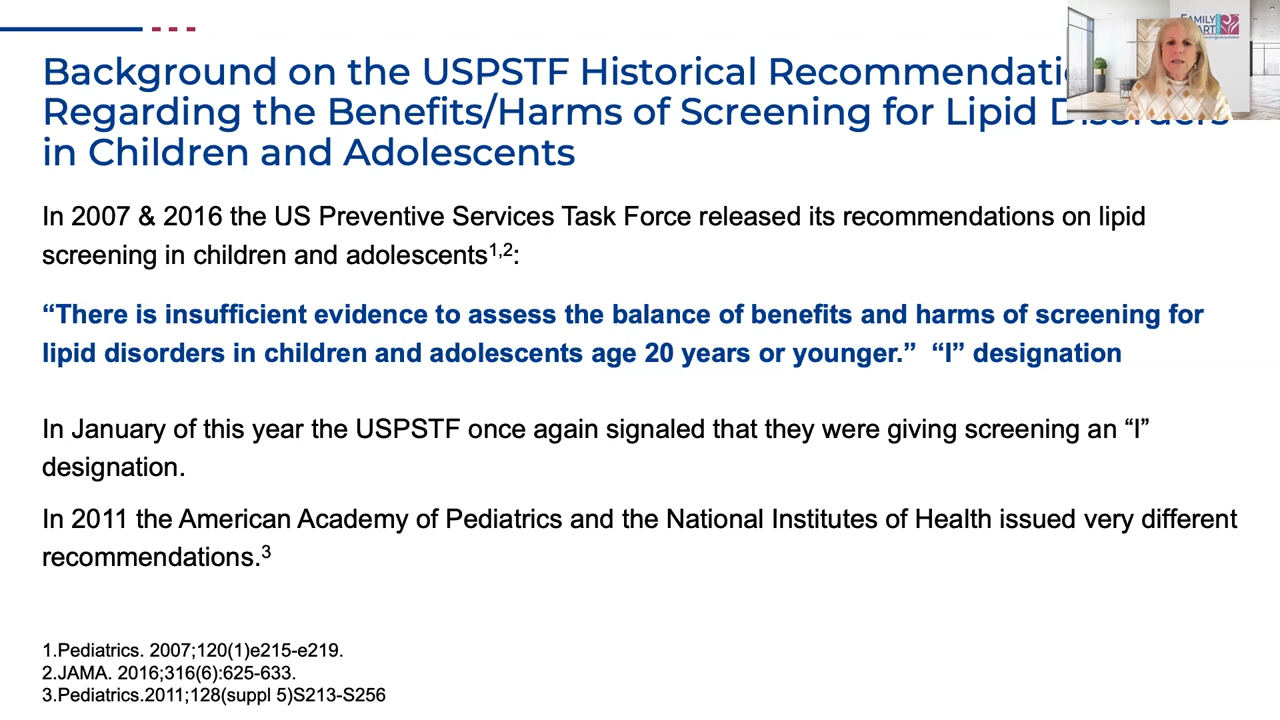 Background on the USPSTF Historical
Regarding the Benefits/Harms of Screening for Lipid
in Children and Adolescents
FAMILY
In 2007 & 2016 the US Preventive Services Task Force released its recommendations on lipid
screening in children and adolescents1,2:
“There is insufficient evidence to assess the balance of benefits and harms of screening for
lipid disorders in children and adolescents age 20 years or younger.” “I” designation
In January of this year the USPSTF once again signaled that they were giving screening an “I”
designation.
In 2011 the American Academy of Pediatrics and the National Institutes of Health issued very different
recommendations.3
1.Pediatrics. 2007;120(1)e215-e219.
2.JAMA. 2016;316(6):625-633.
3.Pediatrics.2011;128(suppl 5)S213-S256